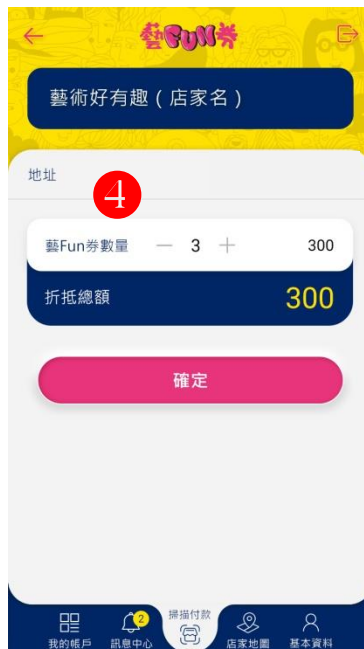 藝FUN券
藝術好有趣（店家名）
地址
4
藝Fun券數量 － 3 ＋ 300
折抵總額 300
確定
2
掃描付款
我的帳戶 訊息中心 店家地圖 基本資料